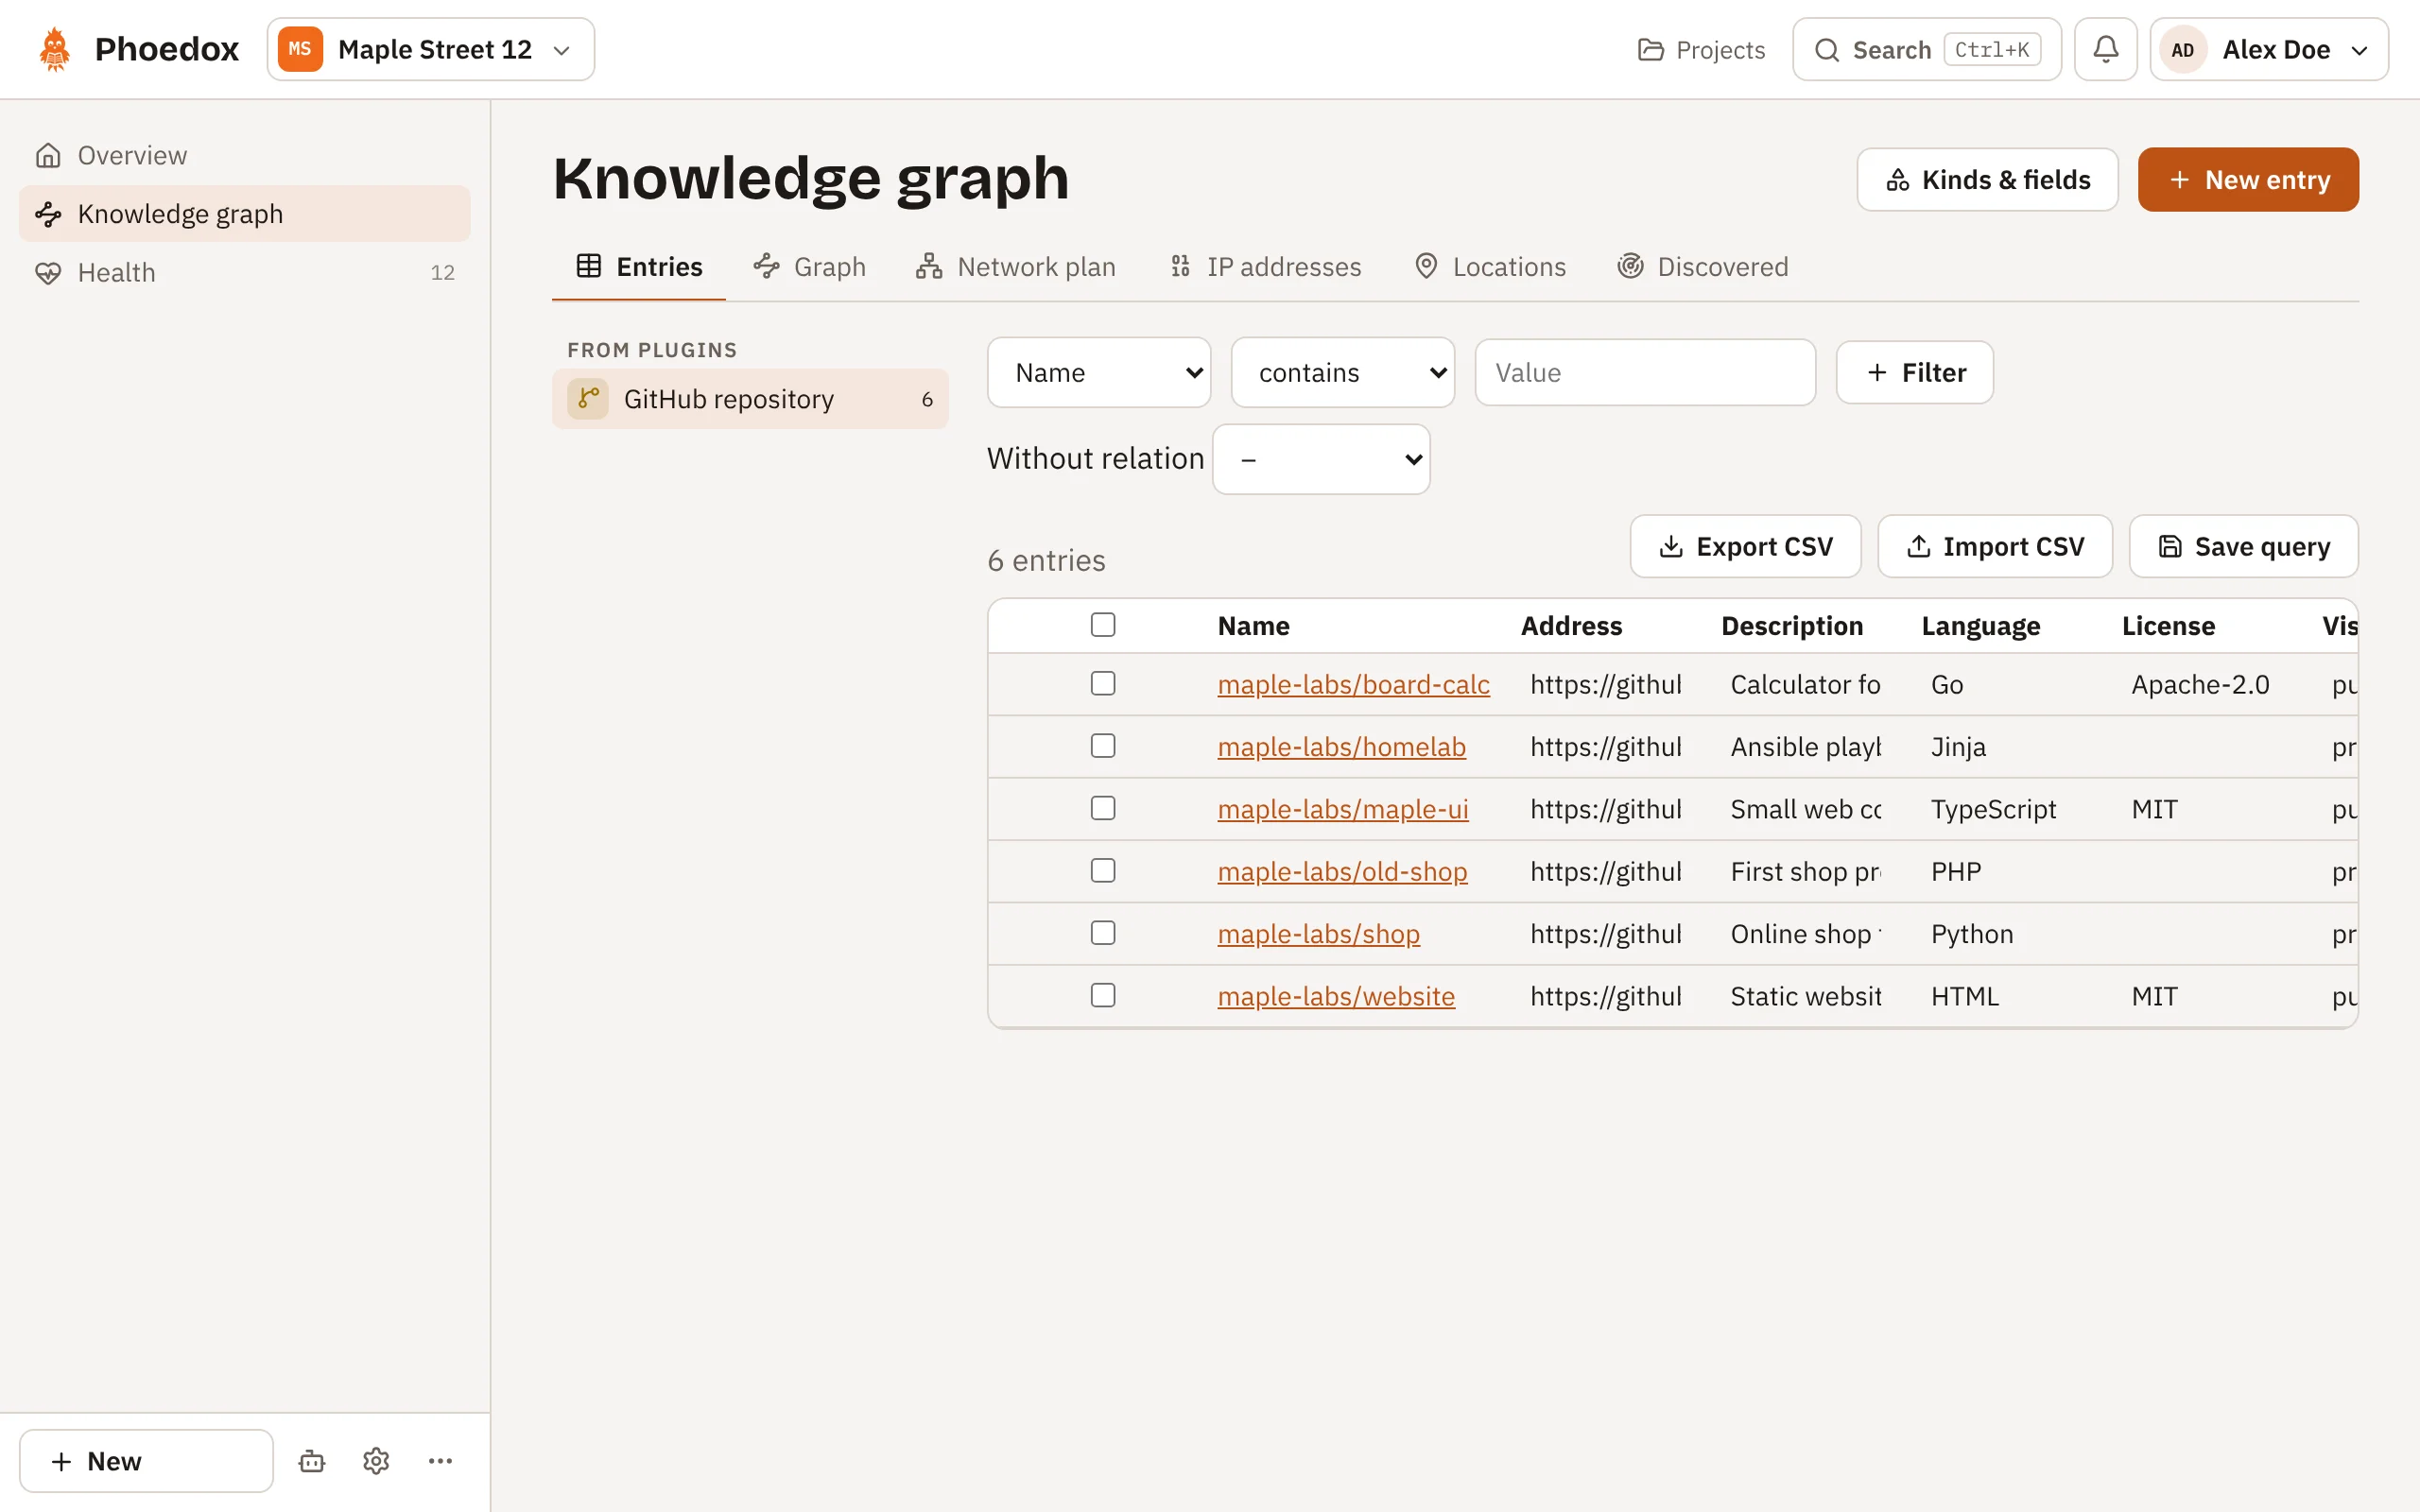 Phoedox
MS Maple Street 12
Projects
Search Ctrl+K
AD Alex Doe
Overview
Knowledge graph
Health 12
Knowledge graph
Kinds & fields
New entry
Entries Graph Network plan IP addresses Locations Discovered
FROM PLUGINS
GitHub repository 6
Name contains Value + Filter
Without relation –
6 entries
Export CSV Import CSV Save query
Name Address Description Language License Vis
maple-labs/board-calc https://githul Calculator fo Go Apache-2.0 pu
maple-labs/homelab https://githul Ansible play Jinja pr
maple-labs/maple-ui https://githul Small web cc TypeScript MIT pu
maple-labs/old-shop https://githul First shop pr PHP pr
maple-labs/shop https://githul Online shop Python pr
maple-labs/website https://githul Static websit HTML MIT pu
+ New